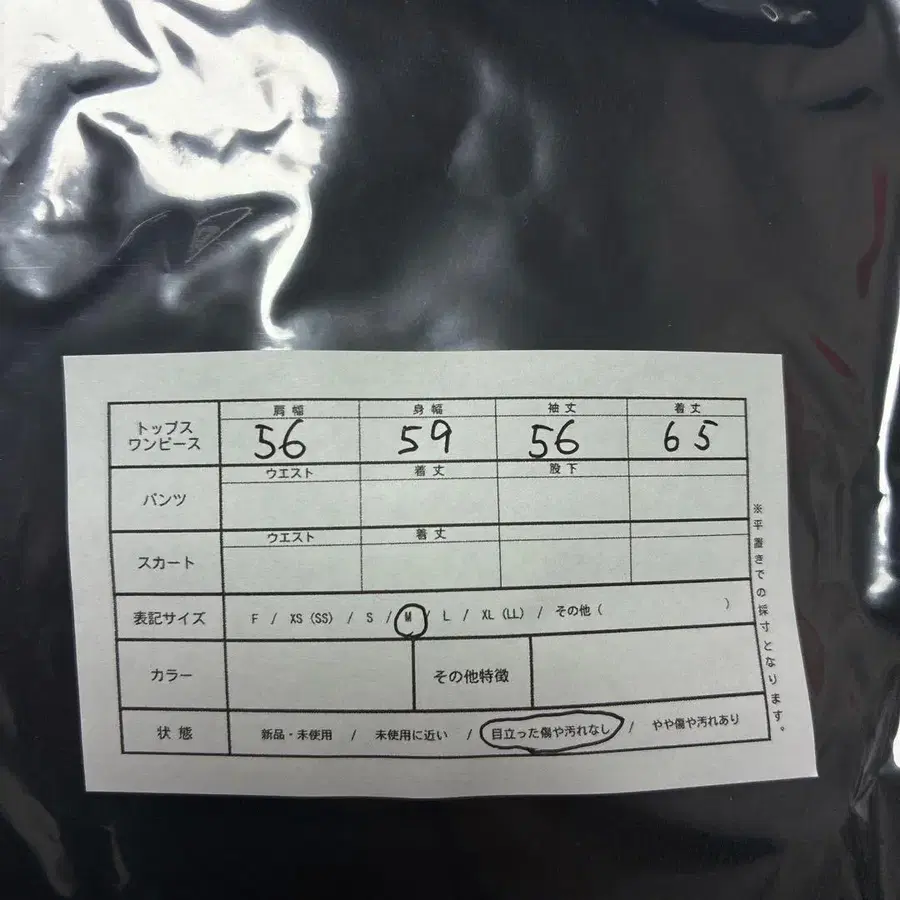 肩幅 身幅 袖丈 着丈
トップス
ワンピース 56 59 56 65
ウエスト 着丈 股下
パンツ
ウエスト 着丈
スカート
表記サイズ F / XS (SS) / S / M / L / XL (LL) / その他 ( )
カラー その他特徴
状態 新品・未使用 / 未使用に近い / 目立った傷や汚れなし / やや傷や汚れあり
※平置きでの採寸となります。